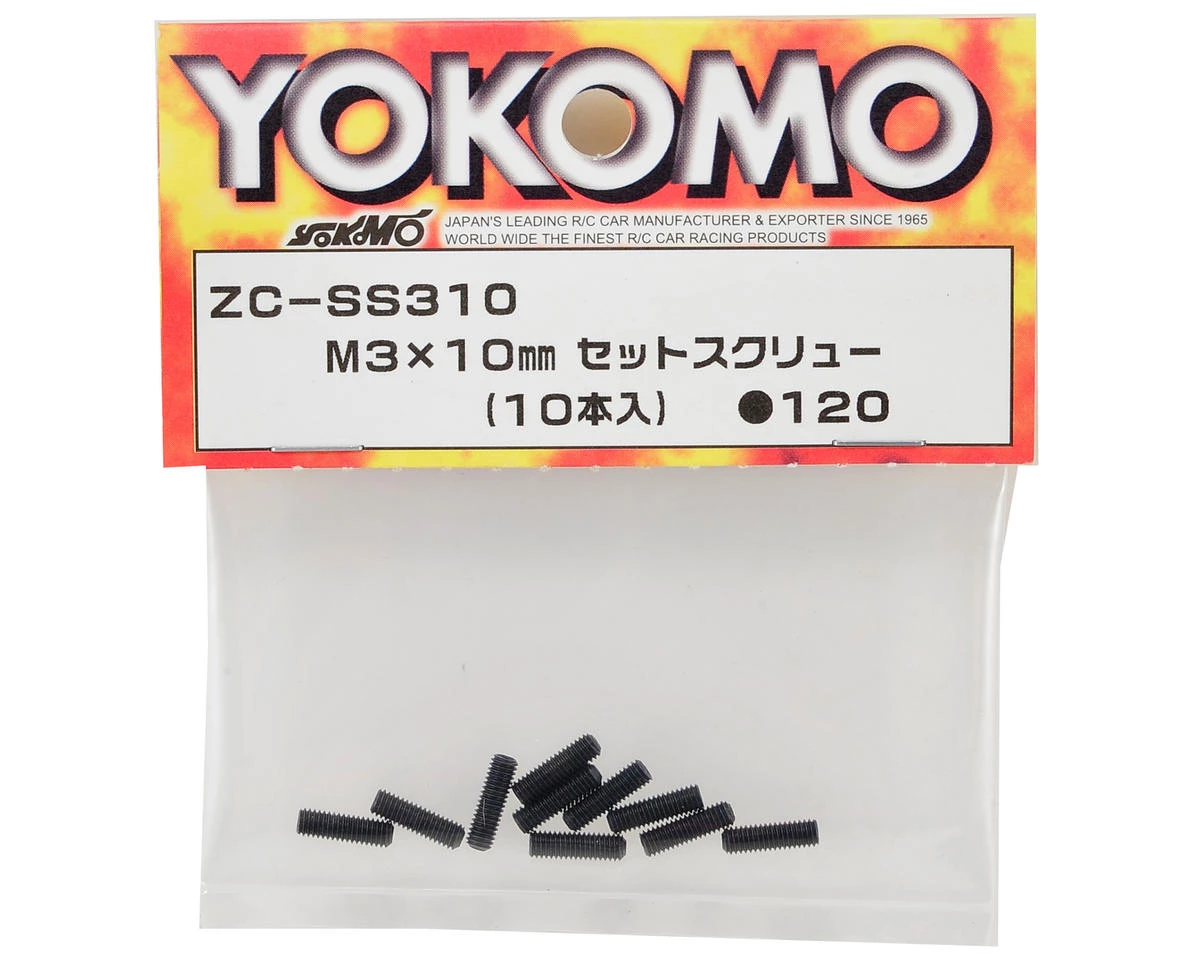 YOKOMO
YOKOMO
JAPAN'S LEADING R/C CAR MANUFACTURER & EXPORTER SINCE 1965
WORLD WIDE THE FINEST R/C CAR RACING PRODUCTS
ZC-SS310
M3×10㎜ セットスクリュー
(10本入) ●120